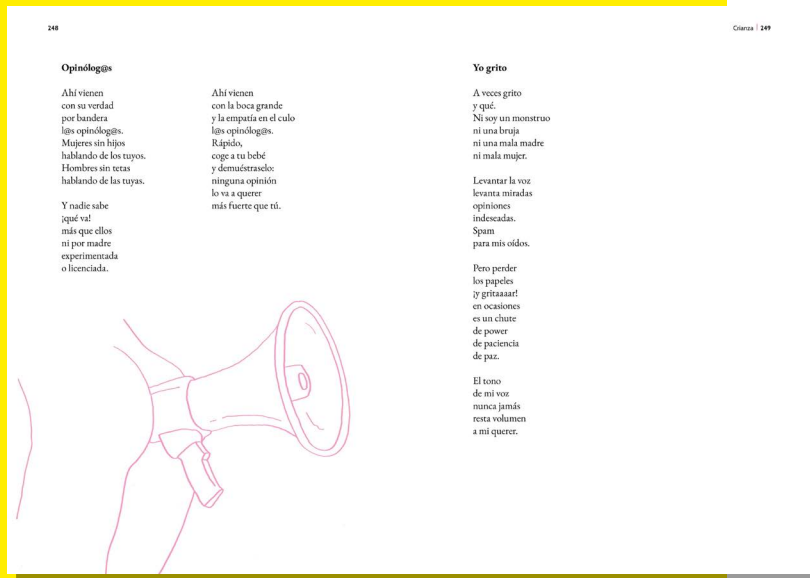 248
Opinólog@s
Ahí vienen
con su verdad
por bandera
l@s opinólog@s.
Mujeres sin hijos
hablando de los tuyos.
Hombres sin tetas
hablando de las tuyas.
Y nadie sabe
¡qué va!
más que ellos
ni por madre
experimentada
o licenciada.
Ahí vienen
con la boca grande
y la empatía en el culo
l@s opinólog@s.
Rápido,
coge a tu bebé
y demuéstraselo:
ninguna opinión
lo va a querer
más fuerte que tú.
Crianza | 249
Yo grito
A veces grito
y qué.
Ni soy un monstruo
ni una bruja
ni una mala madre
ni mala mujer.
Levantar la voz
levanta miradas
opiniones
indeseadas.
Spam
para mis oídos.
Pero perder
los papeles
¡y gritaaaar!
en ocasiones
es un chute
de power
de paciencia
de paz.
El tono
de mi voz
nunca jamás
resta volumen
a mi querer.